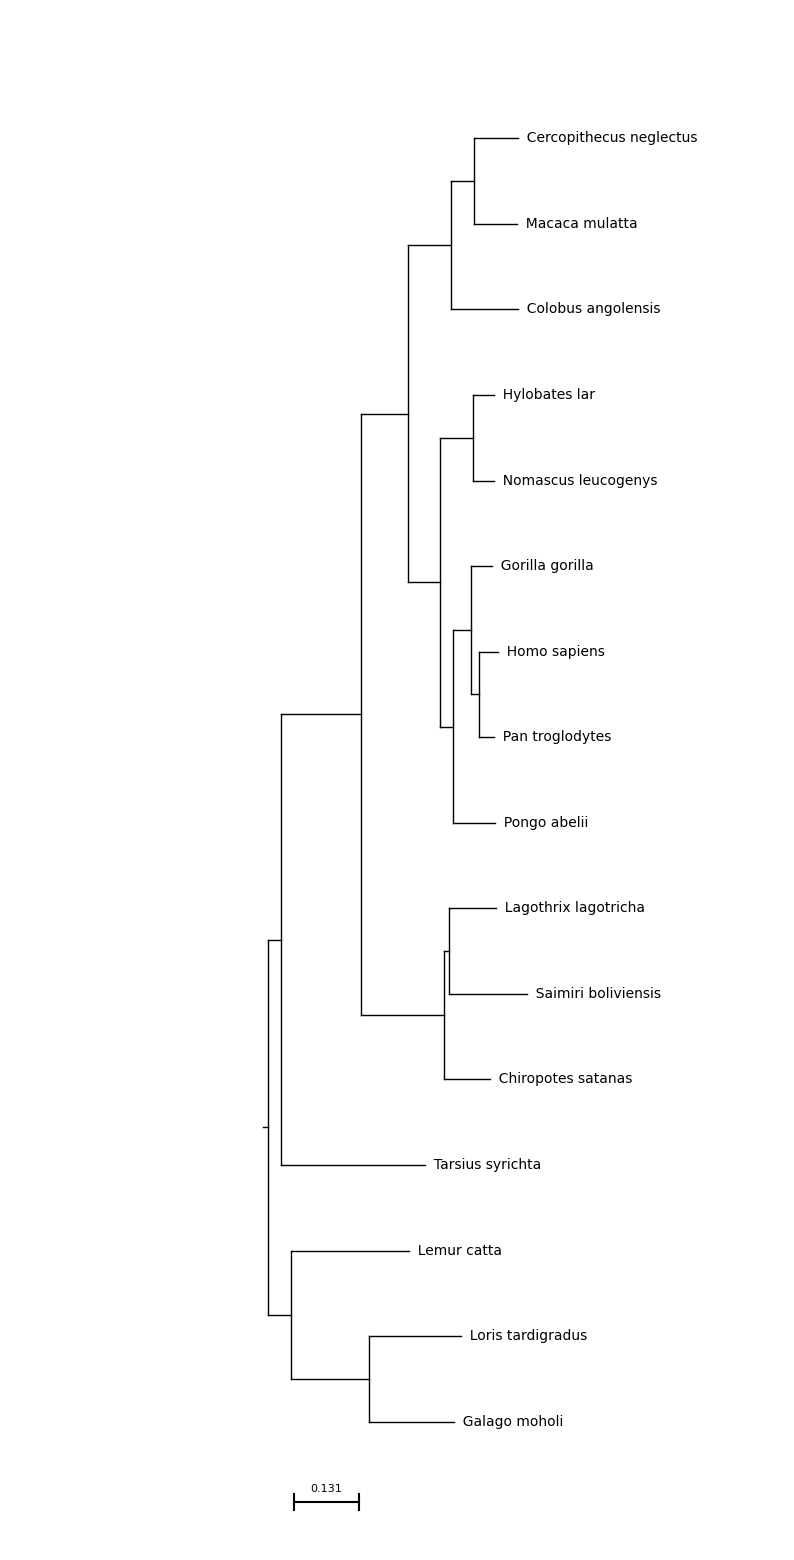 Cercopithecus neglectus
Macaca mulatta
Colobus angolensis
Hylobates lar
Nomascus leucogenys
Gorilla gorilla
Homo sapiens
Pan troglodytes
Pongo abelii
Lagothrix lagotricha
Saimiri boliviensis
Chiropotes satanas
Tarsius syrichta
Lemur catta
Loris tardigradus
Galago moholi
0.131